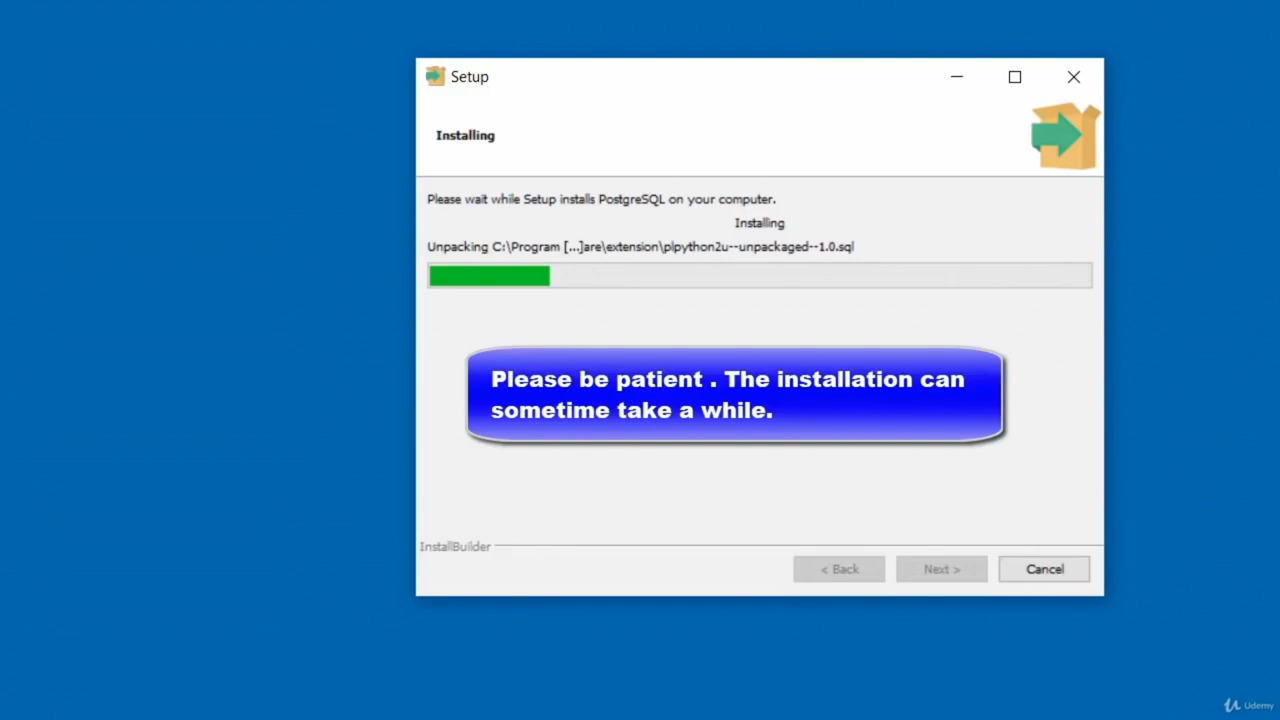 Setup
Installing
Please wait while Setup installs PostgreSQL on your computer.
Installing
Unpacking C:\Program [...]are\extension\plpython2u--unpackaged--1.0.sql
Please be patient . The installation can
sometime take a while.
InstallBuilder
< Back
Next >
Cancel
Udemy